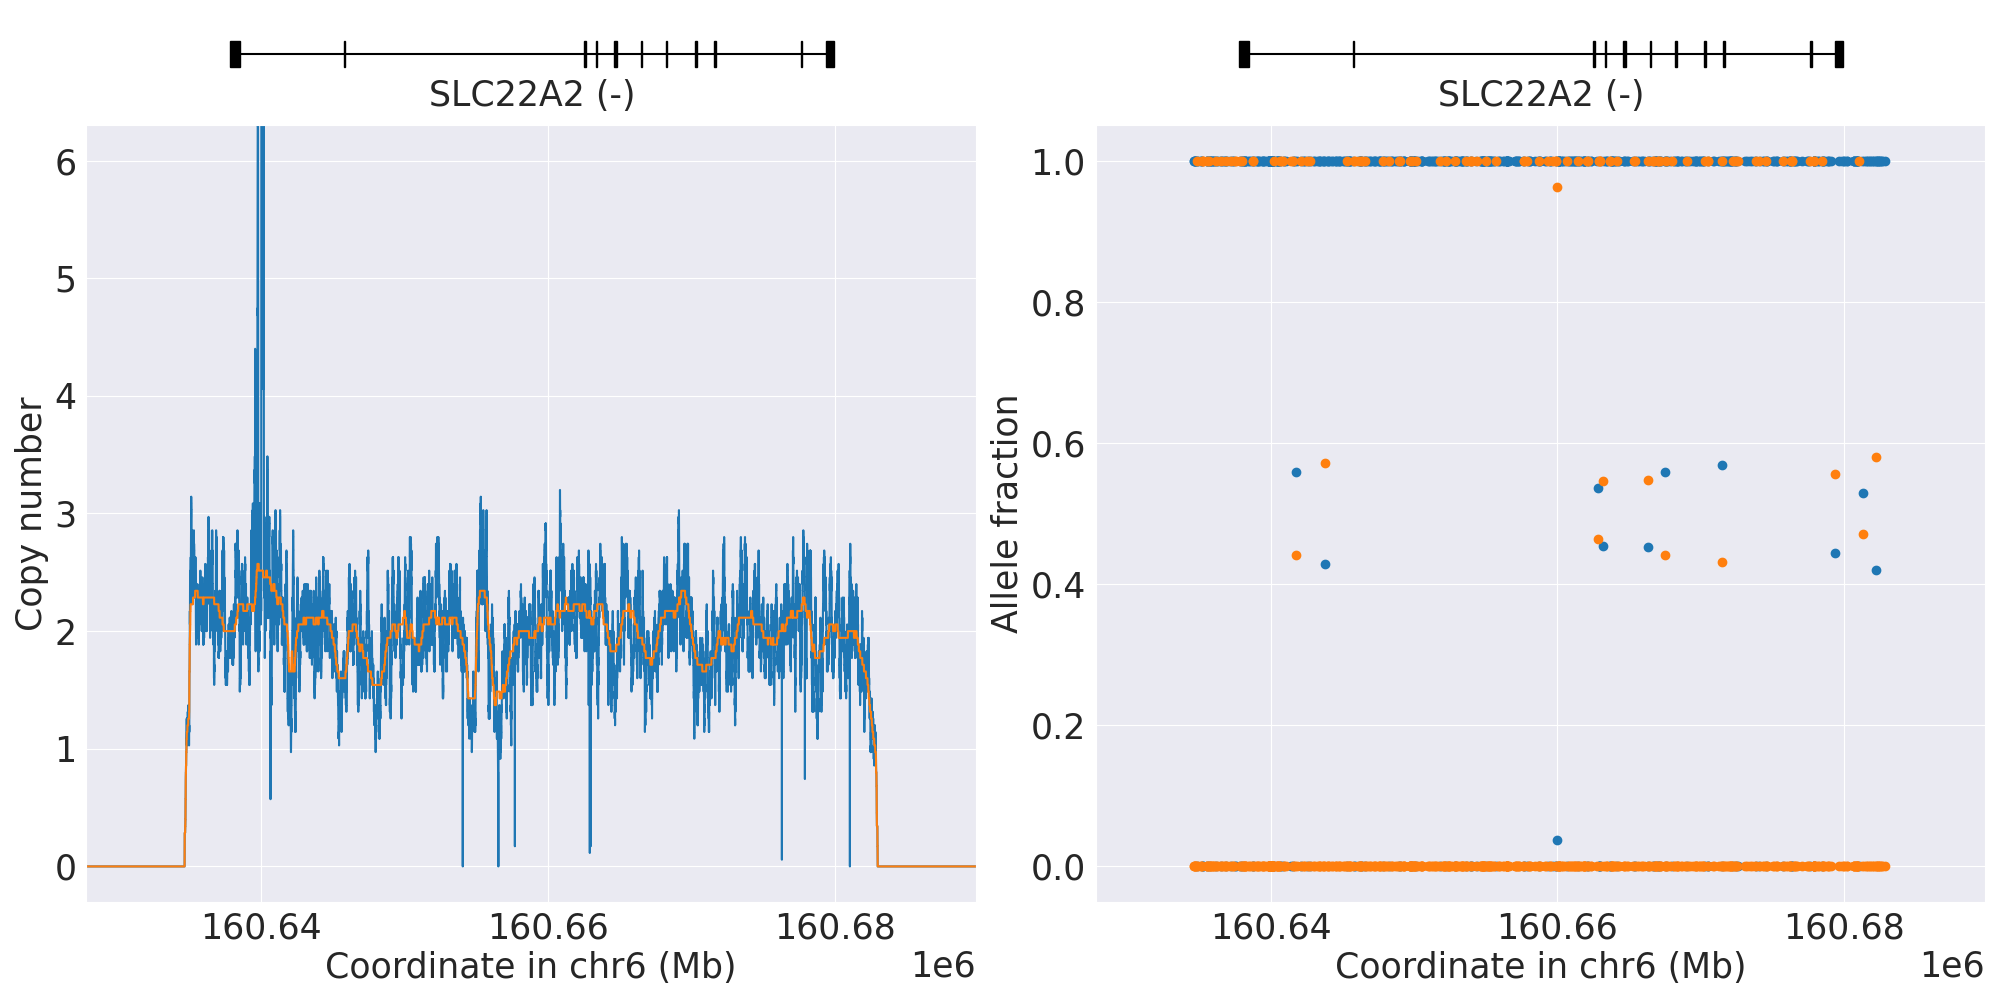 SLC22A2 (-)
6
5
4
3
2
1
0
Copy number
160.64
160.66
160.68
Coordinate in chr6 (Mb)
1e6
SLC22A2 (-)
1.0
0.8
0.6
0.4
0.2
0.0
Allele fraction
160.64
160.66
160.68
Coordinate in chr6 (Mb)
1e6